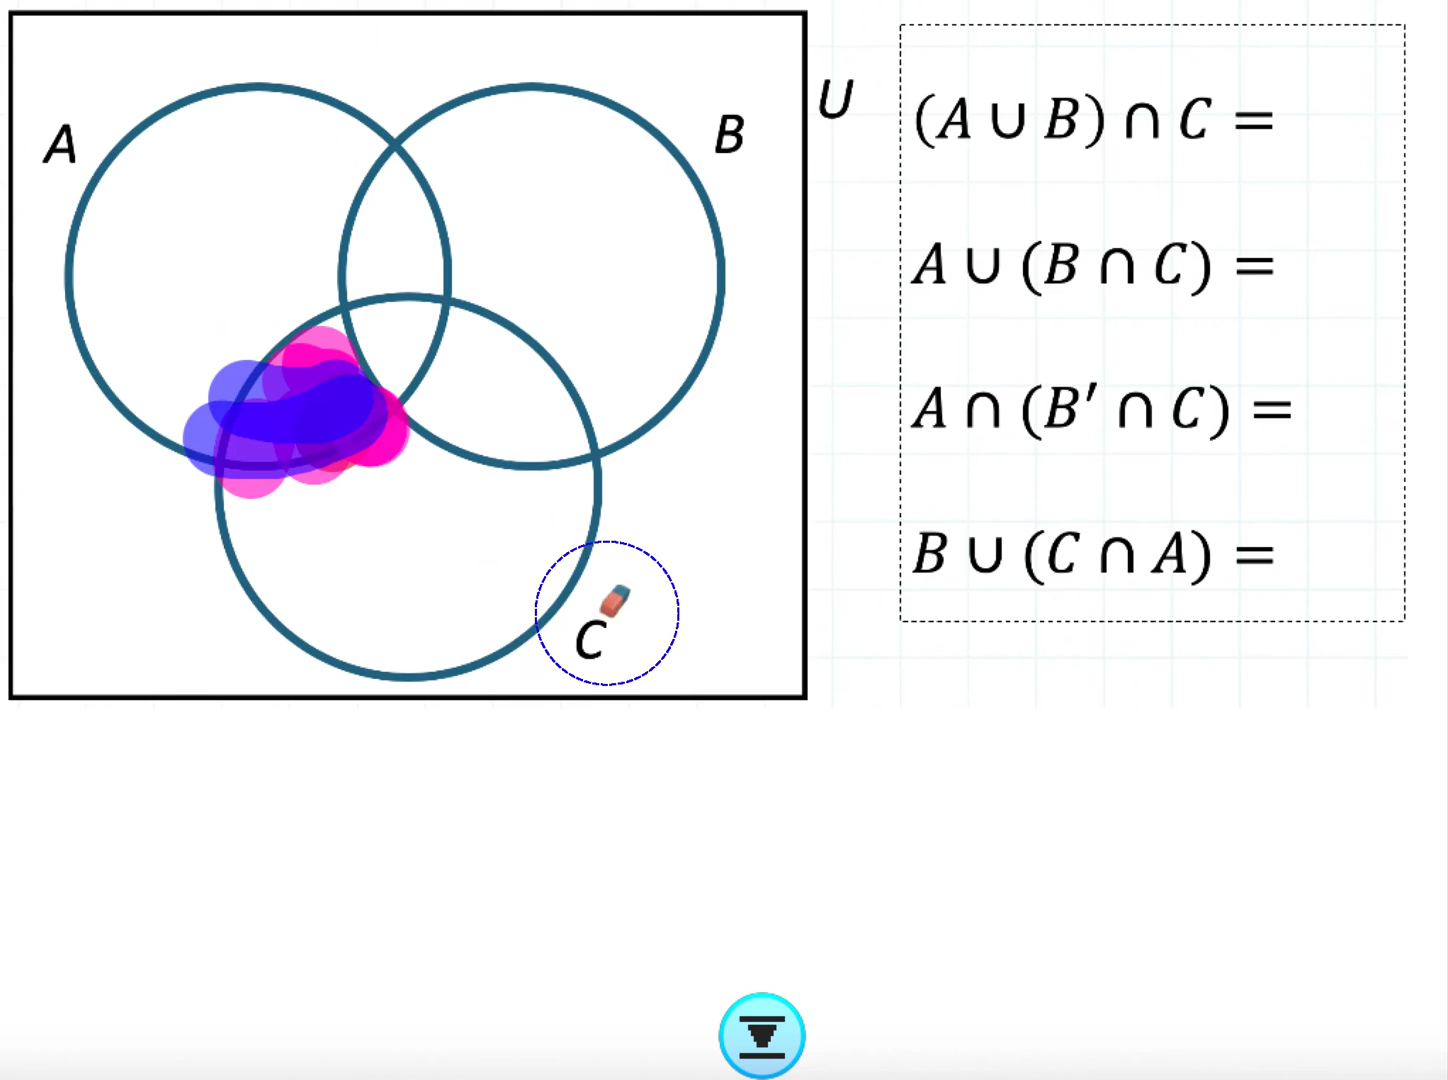 A
B
U
C
(A ∪ B) ∩ C =
A ∪ (B ∩ C) =
A ∩ (B′ ∩ C) =
B ∪ (C ∩ A) =